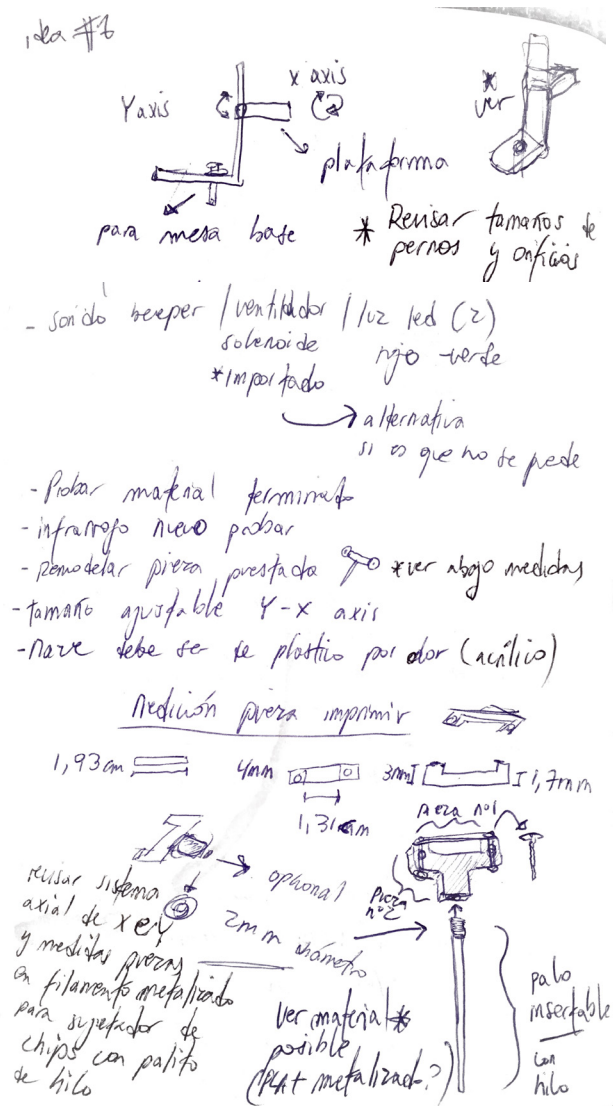 idea #1
x axis
Y axis
* ver
plataforma
para mesa base
* Revisar tamaños de
pernos y orificios
- sonido beeper / ventilador / luz led (2)
solenoide rojo-verde
*Importado
alternativa
si es que no se puede
- Probar material terminado
- infrarrojo nuevo probar
- Remodelar pieza prestada *ver abajo medidas
- tamaño ajustable Y-X axis
- nave debe ser de plastico por olor (acrílico)
Medición pieza imprimir
1,93cm 4mm 3mm 1,7mm
1,31cm
pieza nº1
opcional
pieza
nº2
2mm diámetro
revisar sistema
axial de X e Y
y medidas piezas
en filamento metalizado
para sujetador de
chips con palito
de hilo
Ver material*
posible
(PLA+ metalizado?)
palo
insertable
con
hilo